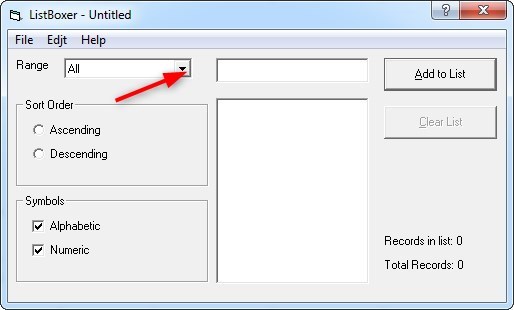 ListBoxer - Untitled
?
File Edjt Help
Range All Add to List
Sort Order
Ascending
Descending
Clear List
Symbols
Alphabetic
Numeric
Records in list: 0
Total Records: 0